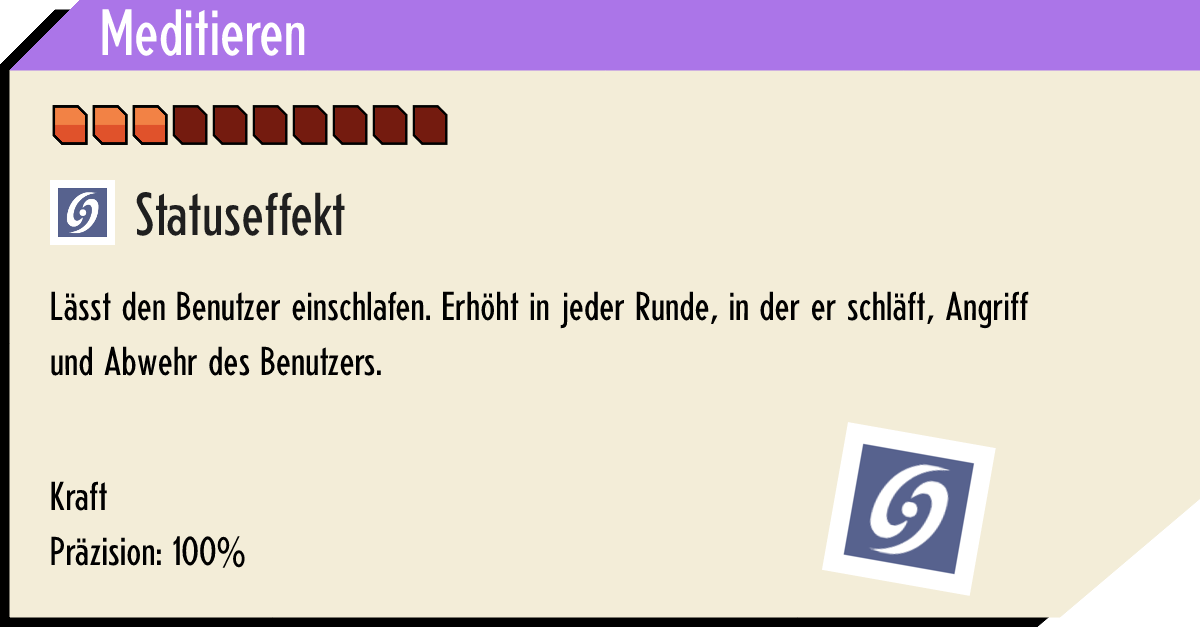 Meditieren
Statuseffekt
Lässt den Benutzer einschlafen. Erhöht in jeder Runde, in der er schläft, Angriff
und Abwehr des Benutzers.
Kraft
Präzision: 100%